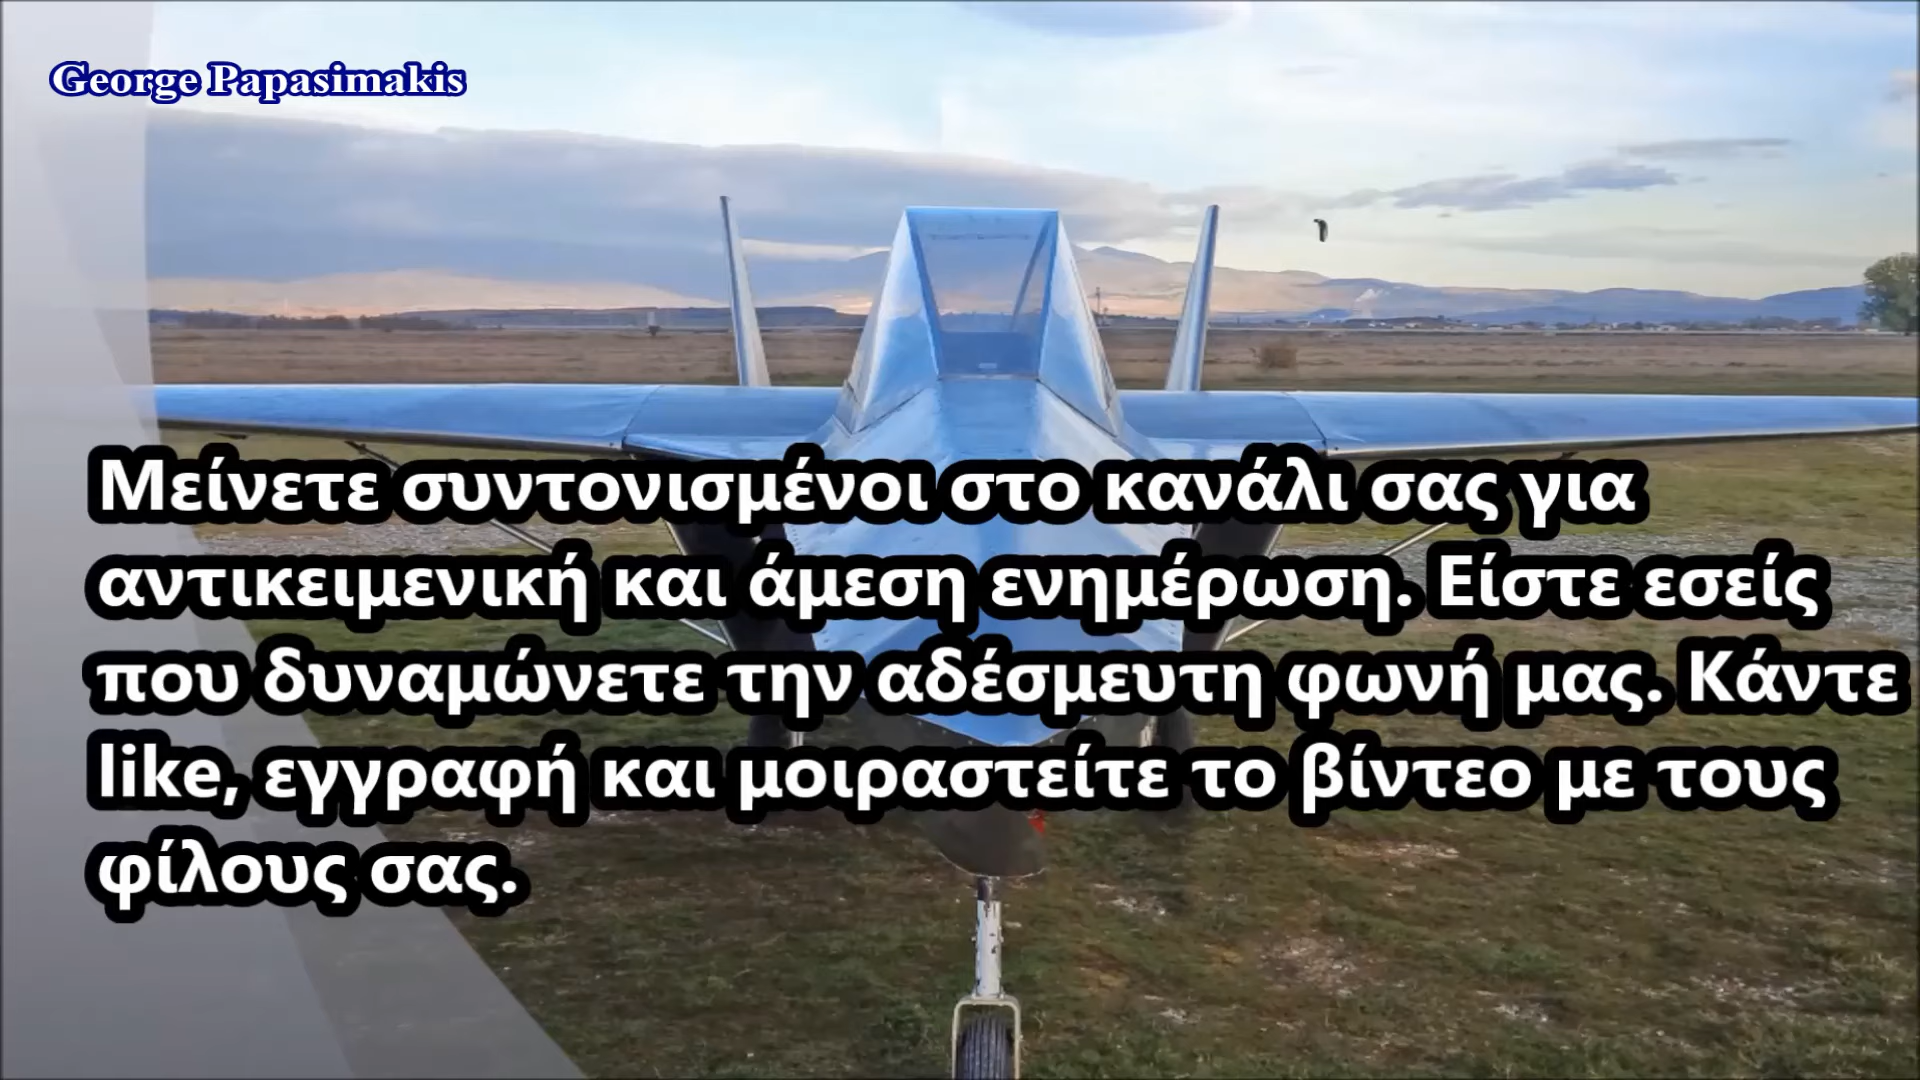 George Papasimakis
Μείνετε συντονισμένοι στο κανάλι σας για
αντικειμενική και άμεση ενημέρωση. Είστε εσείς
που δυναμώνετε την αδέσμευτη φωνή μας. Κάντε
like, εγγραφή και μοιραστείτε το βίντεο με τους
φίλους σας.